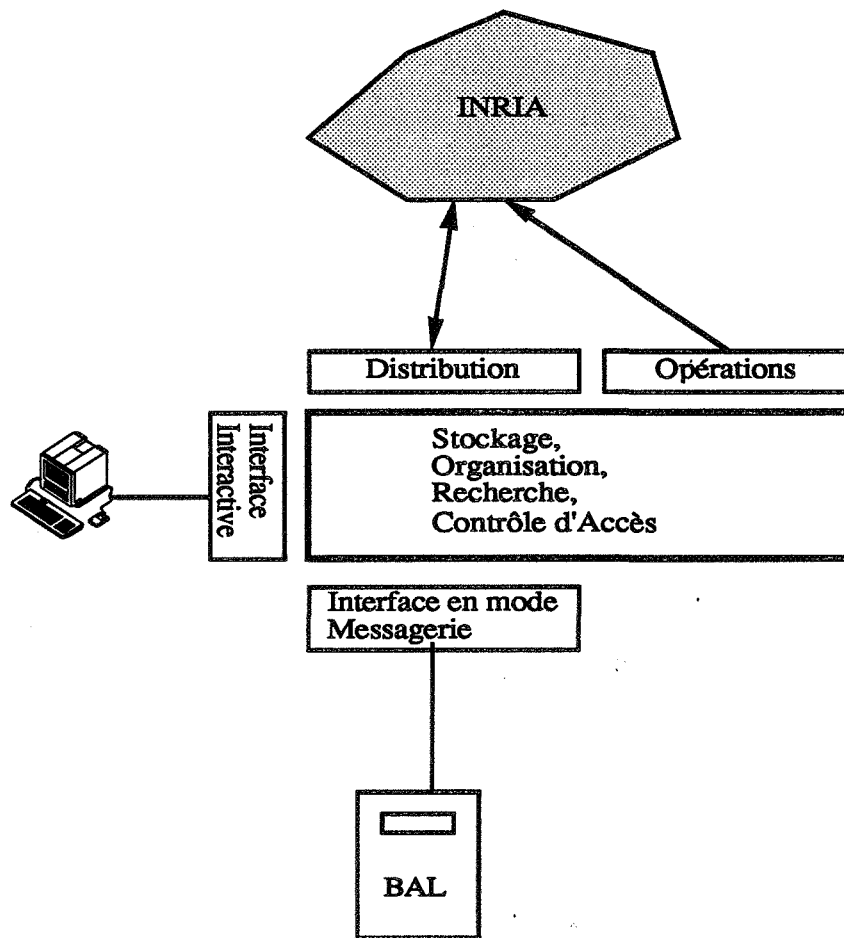 INRIA
Distribution
Opérations
Interface
Interactive
Stockage,
Organisation,
Recherche,
Contrôle d'Accès
Interface en mode
Messagerie
BAL